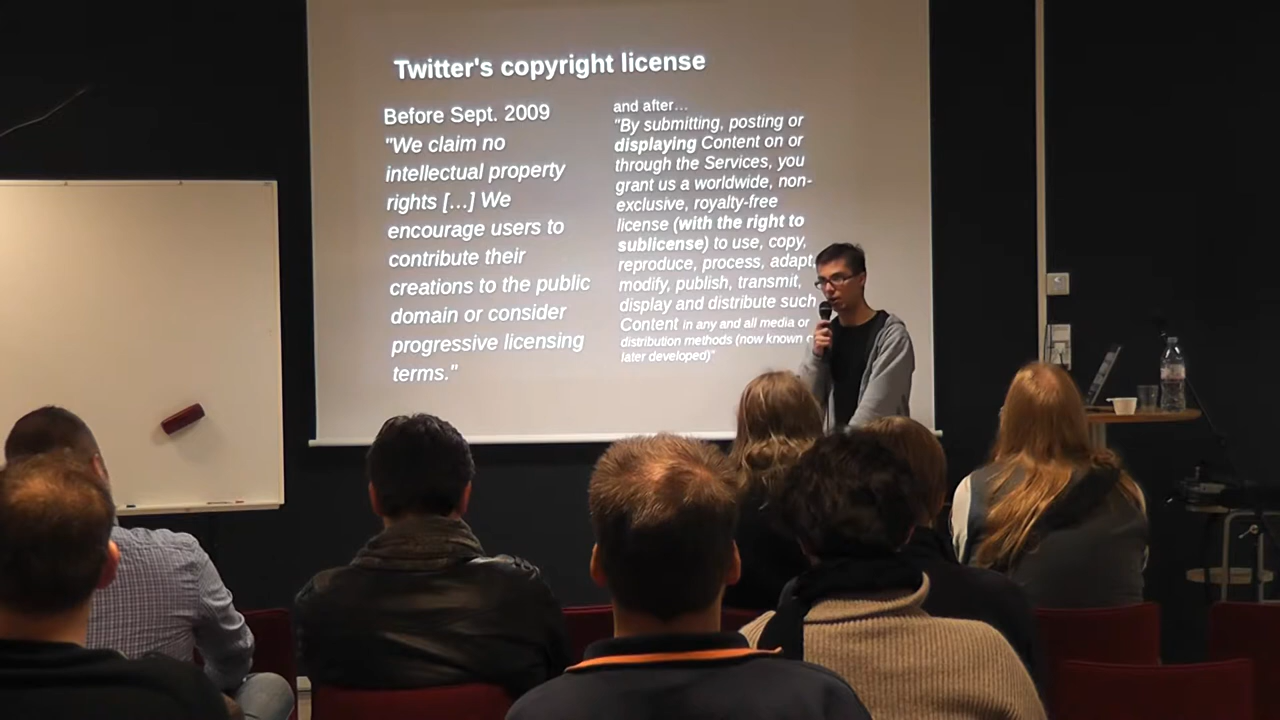 Twitter's copyright license
Before Sept. 2009
"We claim no
intellectual property
rights […] We
encourage users to
contribute their
creations to the public
domain or consider
progressive licensing
terms."
and after…
"By submitting, posting or
displaying Content on or
through the Services, you
grant us a worldwide, non-
exclusive, royalty-free
license (with the right to
sublicense) to use, copy,
reproduce, process, adapt,
modify, publish, transmit,
display and distribute such
Content in any and all media or
distribution methods (now known
later developed)"